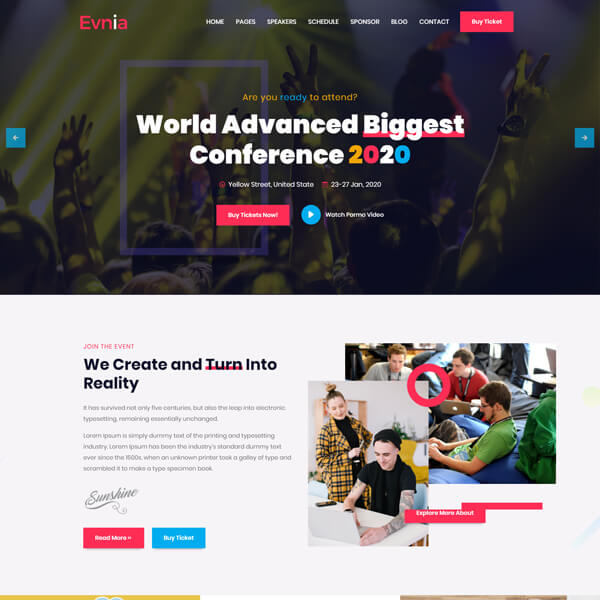 Evnia
HOME PAGES SPEAKERS SCHEDULE SPONSOR BLOG CONTACT Buy Ticket
Are you ready to attend?
World Advanced Biggest
Conference 2020
Yellow Street, United State 23-27 Jan, 2020
Buy Tickets Now! Watch Parmo Video
JOIN THE EVENT
We Create and Turn Into
Reality
It has survived not only five centuries, but also the leap into electronic
typesetting, remaining essentially unchanged.
Lorem Ipsum is simply dummy text of the printing and typesetting
industry. Lorem Ipsum has been the industry's standard dummy text
ever since the 1500s, when an unknown printer took a galley of type and
scrambled it to make a type specimen book.
Sunshine
Read More » Buy Ticket
Explore More About